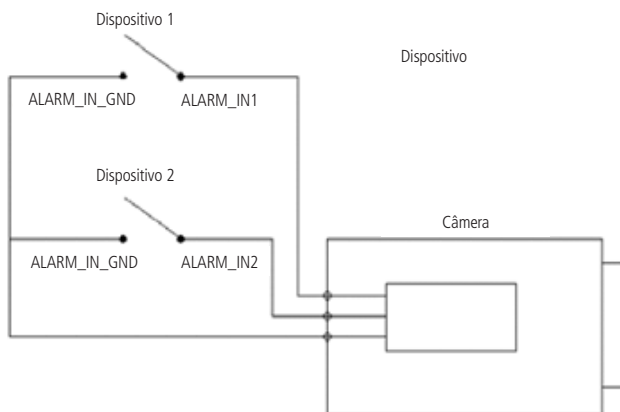 Dispositivo 1
Dispositivo
ALARM_IN_GND
ALARM_IN1
Dispositivo 2
Câmera
ALARM_IN_GND
ALARM_IN2